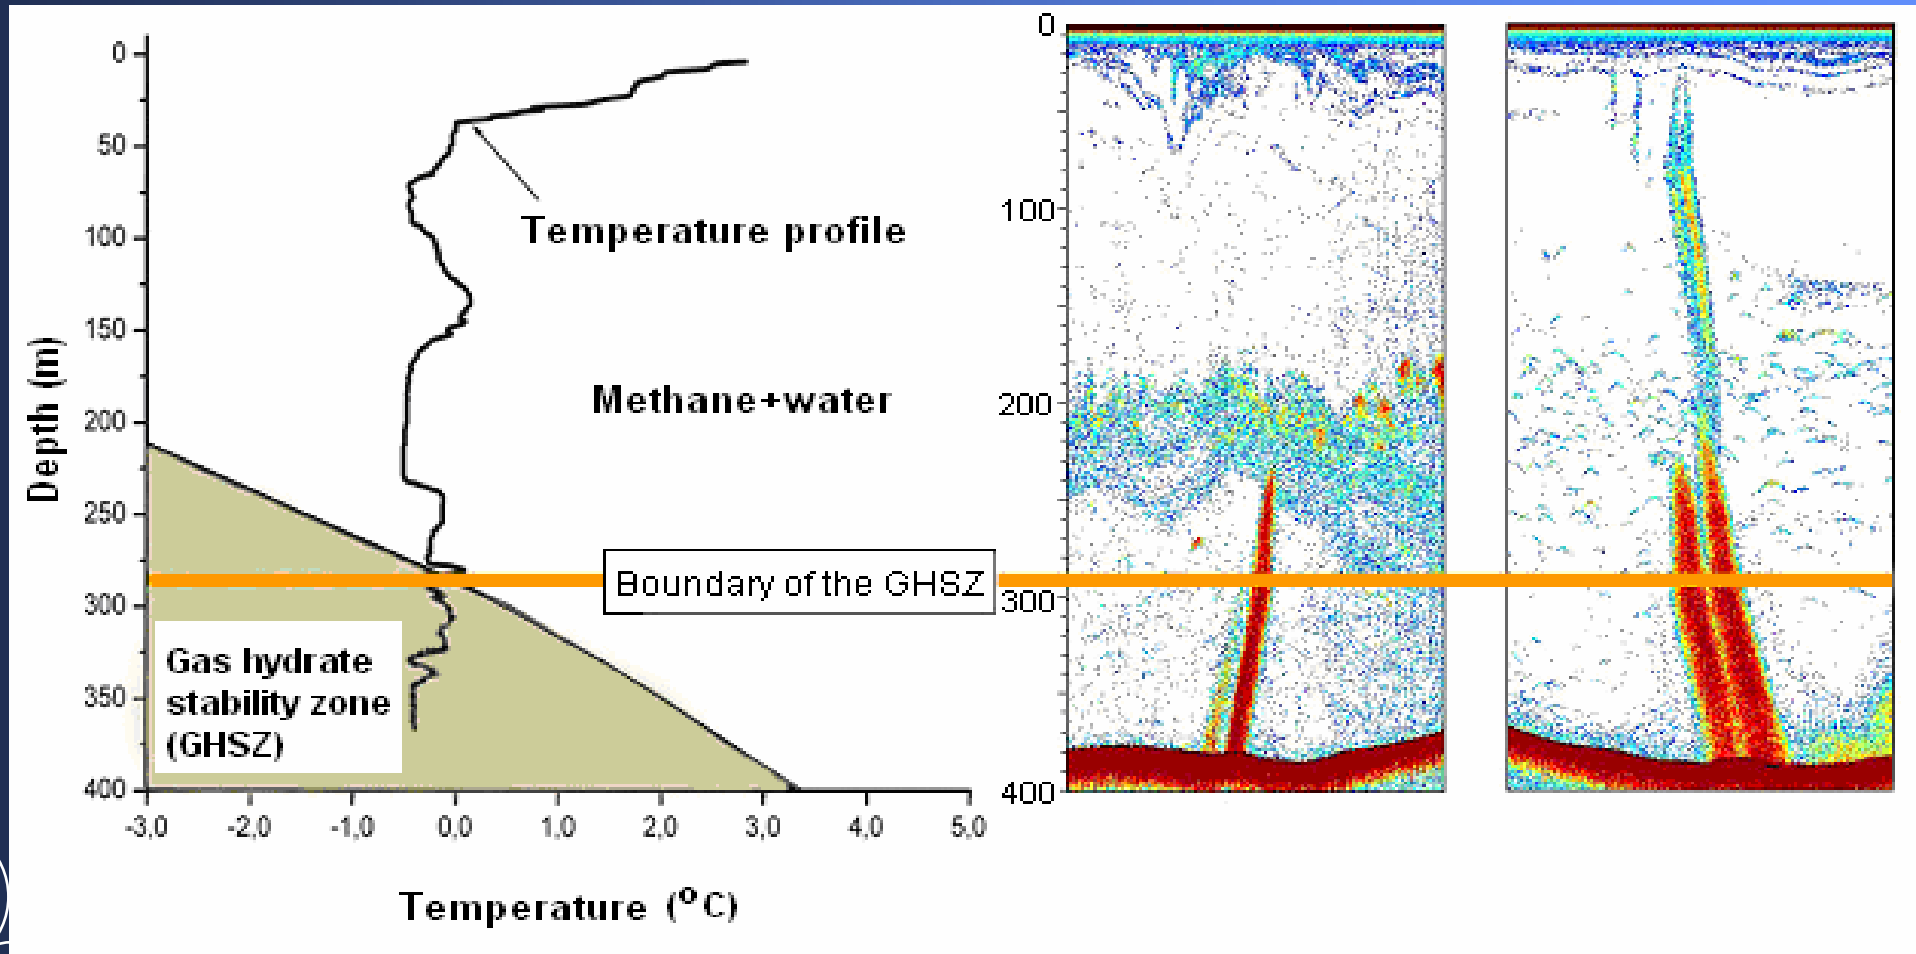 0
50
100
150
200
250
300
350
400
Depth (m)
-3,0 -2,0 -1,0 0,0 1,0 2,0 3,0 4,0 5,0
Temperature (°C)
Temperature profile
Methane+water
Boundary of the GHSZ
Gas hydrate
stability zone
(GHSZ)
0
100
200
300
400